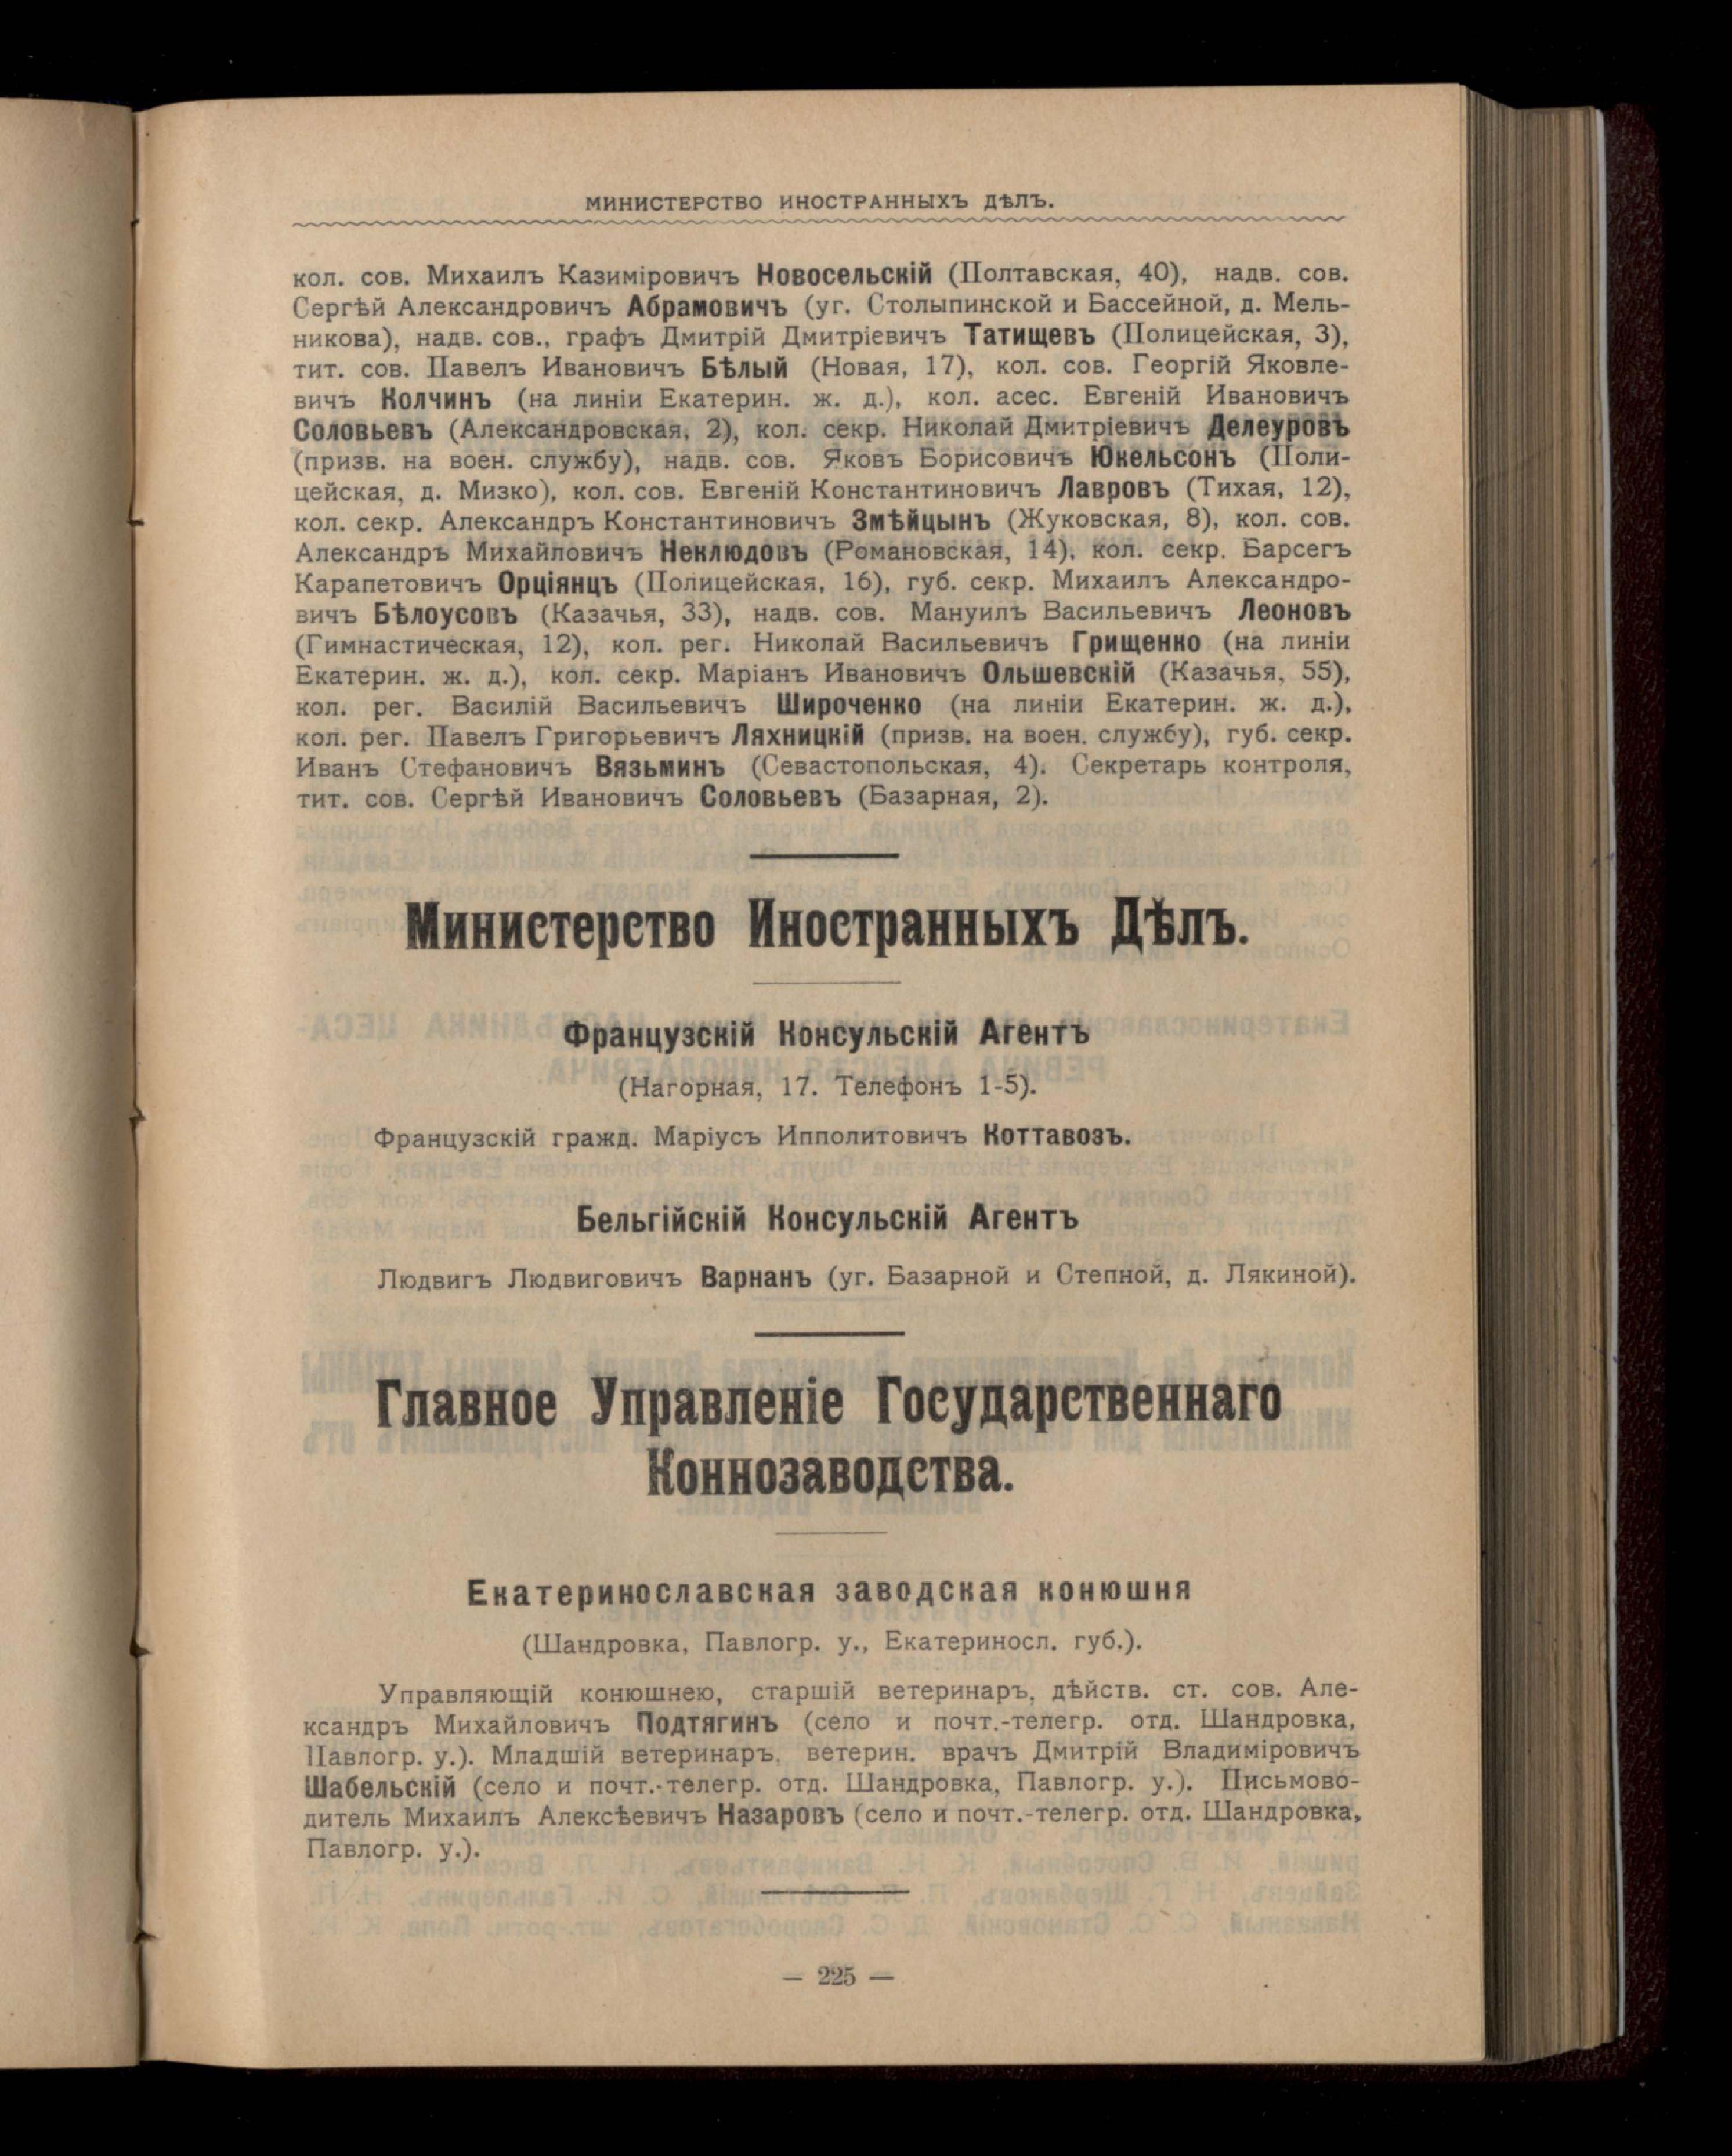 МИНИСТЕРСТВО ИНОСТРАННЫХЪ ДѢЛЪ.
кол. сов. Михаилъ Казиміровичъ Новосельскій (Полтавская, 40), надв. сов.
Сергѣй Александровичъ Абрамовичъ (уг. Столыпинской и Бассейной, д. Мель-
никова), надв. сов., графъ Дмитрій Дмитріевичъ Татищевъ (Полицейская, 3),
тит. сов. Павелъ Ивановичъ Бѣлый (Новая, 17), кол. сов. Георгій Яковле-
вичъ Колчинъ (на линіи Екатерин. ж. д.), кол. асес. Евгеній Ивановичъ
Соловьевъ (Александровская, 2), кол. секр. Николай Дмитріевичъ Делеуровъ
(призв. на воен. службу), надв. сов. Яковъ Борисовичъ Юкельсонъ (Поли-
цейская, д. Мизко), кол. сов. Евгеній Константиновичъ Лавровъ (Тихая, 12),
кол. секр. Александръ Константиновичъ Змѣйцынъ (Жуковская, 8), кол. сов.
Александръ Михайловичъ Неклюдовъ (Романовская, 14), кол. секр. Барсегъ
Карапетовичъ Орціянцъ (Полицейская, 16), губ. секр. Михаилъ Александро-
вичъ Бѣлоусовъ (Казачья, 33), надв. сов. Мануилъ Васильевичъ Леоновъ
(Гимнастическая, 12), кол. рег. Николай Васильевичъ Грищенко (на линіи
Екатерин. ж. д.), кол. секр. Маріанъ Ивановичъ Ольшевскій (Казачья, 55),
кол. рег. Василій Васильевичъ Широченко (на линіи Екатерин. ж. д.),
кол. рег. Павелъ Григорьевичъ Ляхницкій (призв. на воен. службу), губ. секр.
Иванъ Стефановичъ Вязьминъ (Севастопольская, 4). Секретарь контроля,
тит. сов. Сергѣй Ивановичъ Соловьевъ (Базарная, 2).
Министерство Иностранныхъ Дѣлъ.
Французскій Консульскій Агентъ
(Нагорная, 17. Телефонъ 1-5).
Французскій гражд. Маріусъ Ипполитовичъ Коттавозъ.
Бельгійскій Консульскій Агентъ
Людвигъ Людвиговичъ Варнанъ (уг. Базарной и Степной, д. Лякиной).
Главное Управленіе Государственнаго
Коннозаводства.
Екатеринославская заводская конюшня
(Шандровка, Павлогр. у., Екатериносл. губ.).
Управляющій конюшнею, старшій ветеринаръ, дѣйств. ст. сов. Але-
ксандръ Михайловичъ Подтягинъ (село и почт.-телегр. отд. Шандровка,
Павлогр. у.). Младшій ветеринаръ, ветерин. врачъ Дмитрій Владиміровичъ
Шабельскій (село и почт.-телегр. отд. Шандровка, Павлогр. у.). Письмово-
дитель Михаилъ Алексѣевичъ Назаровъ (село и почт.-телегр. отд. Шандровка,
Павлогр. у.).
— 225 —